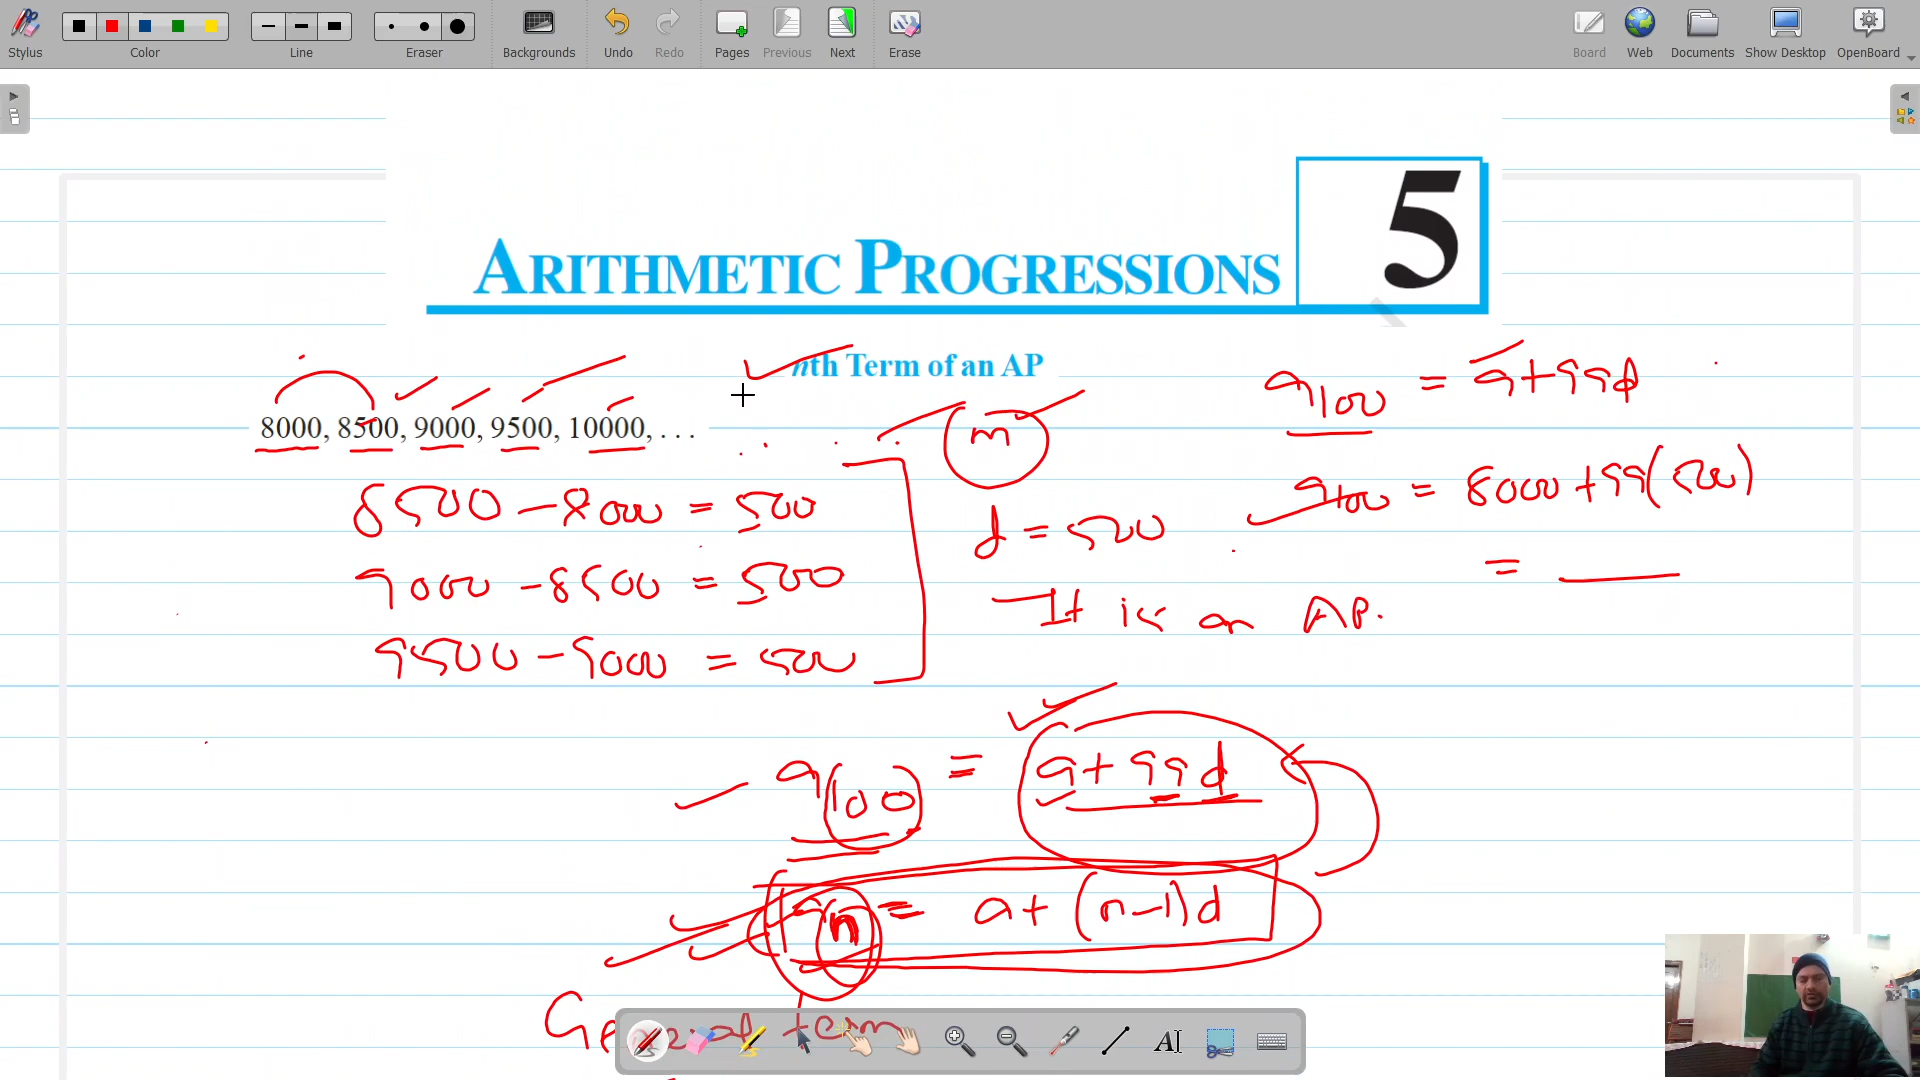 Stylus
Color
Line
Eraser
Backgrounds
Undo
Redo
Pages
Previous
Next
Erase
Board
Web
Documents
Show Desktop
OpenBoard
5
ARITHMETIC PROGRESSIONS
nth Term of an AP
8000, 8500, 9000, 9500, 10000, . . .
n
8500 - 8000 = 500
9000 - 8500 = 500
9500 - 9000 = 500
d = 500
It is an AP.
a100 = a + 99d
a100 = 8000 + 99(500)
=
a100 = a + 99d
an = a + (n-1)d
General term